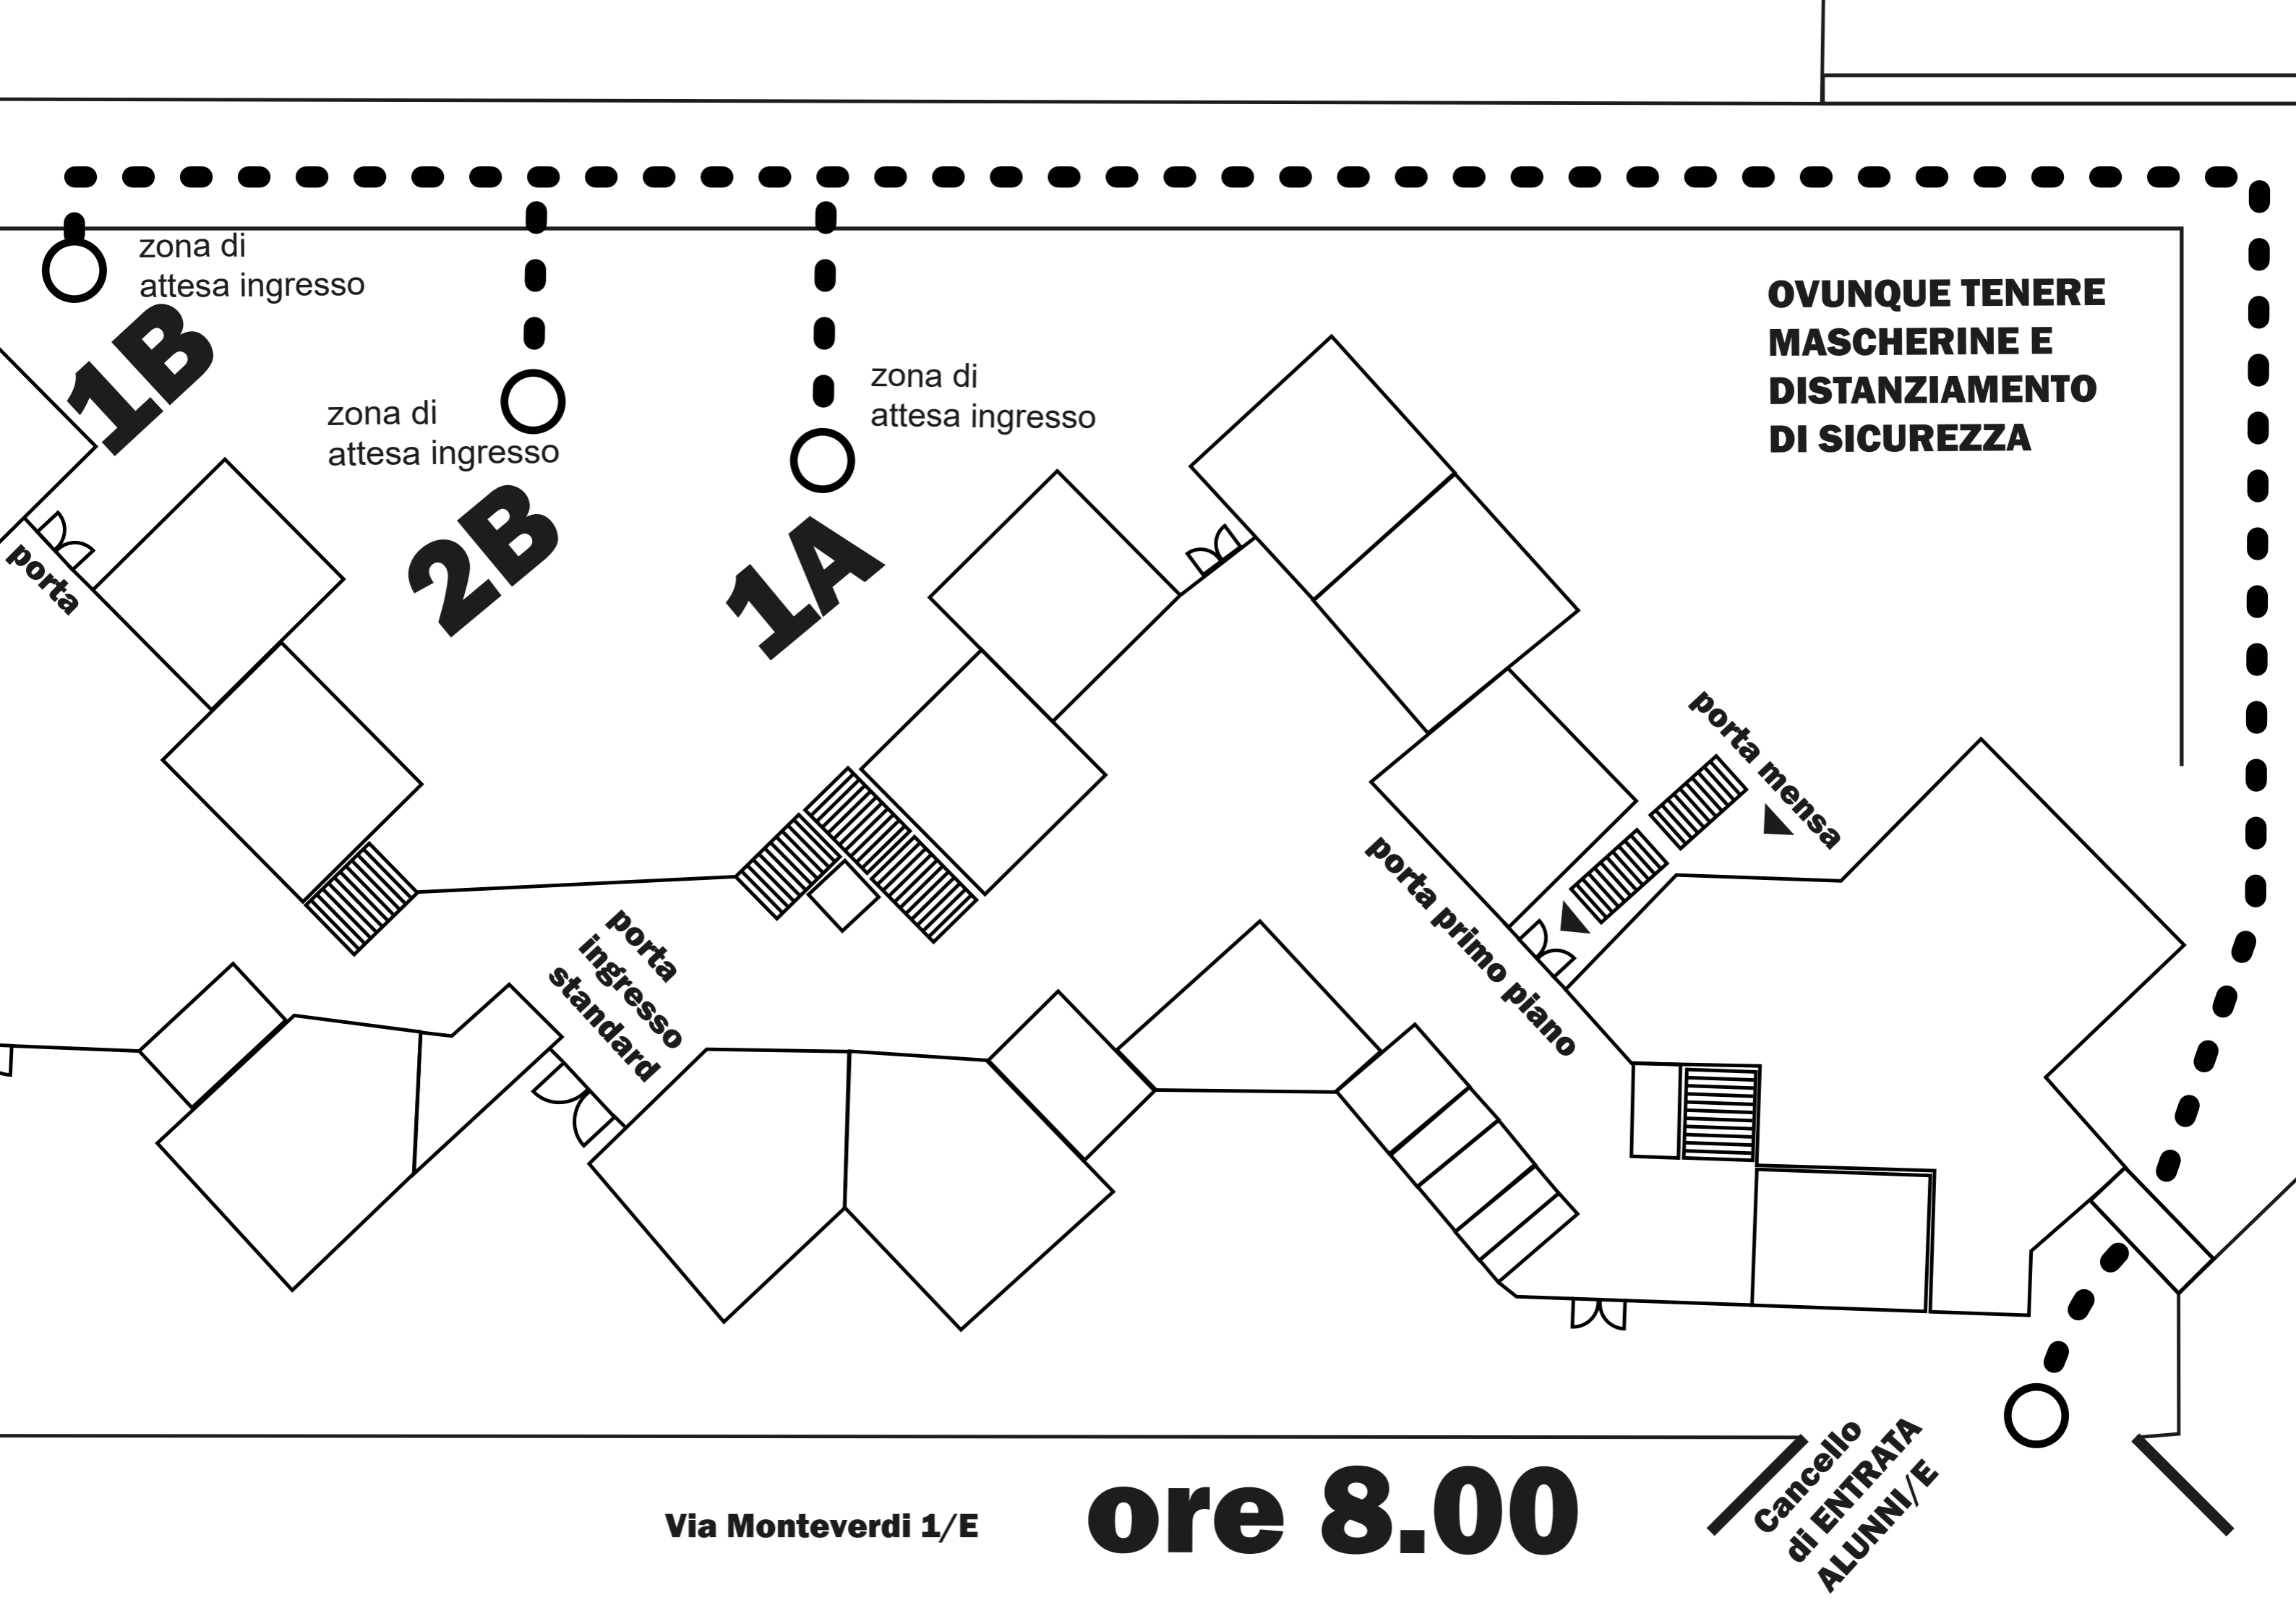 zona di
attesa ingresso
1B
zona di
attesa ingresso
2B
zona di
attesa ingresso
1A
OVUNQUE TENERE
MASCHERINE E
DISTANZIAMENTO
DI SICUREZZA
porta
porta mensa
porta primo piano
porta
ingresso
standard
Via Monteverdi 1/E
ore 8.00
Cancello
di ENTRATA
ALUNNI/E